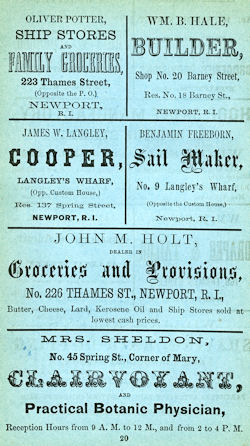 OLIVER POTTER,
SHIP STORES
AND
FAMILY GROCERIES,
223 Thames Street,
(Opposite the P. O.)
NEWPORT,
R. I.
WM. B. HALE,
BUILDER,
Shop No. 20 Barney Street,
Res. No. 18 Barney St.,
NEWPORT, R. I.
JAMES W. LANGLEY,
COOPER,
LANGLEY'S WHARF,
(Opp. Custom House,)
Res. 137 Spring Street,
NEWPORT, R. I.
BENJAMIN FREEBORN,
Sail Maker,
No. 9 Langley's Wharf,
(Opposite the Custom House,)
Newport, R. I.
JOHN M. HOLT,
DEALER IN
Groceries and Provisions,
No. 226 THAMES ST., NEWPORT, R. I.,
Butter, Cheese, Lard, Kerosene Oil and Ship Stores sold at
lowest cash prices.
MRS. SHELDON,
No. 45 Spring St., Corner of Mary,
CLAIRVOYANT,
AND
Practical Botanic Physician,
Reception Hours from 9 A. M. to 12 M., and from 2 to 4 P. M.
20